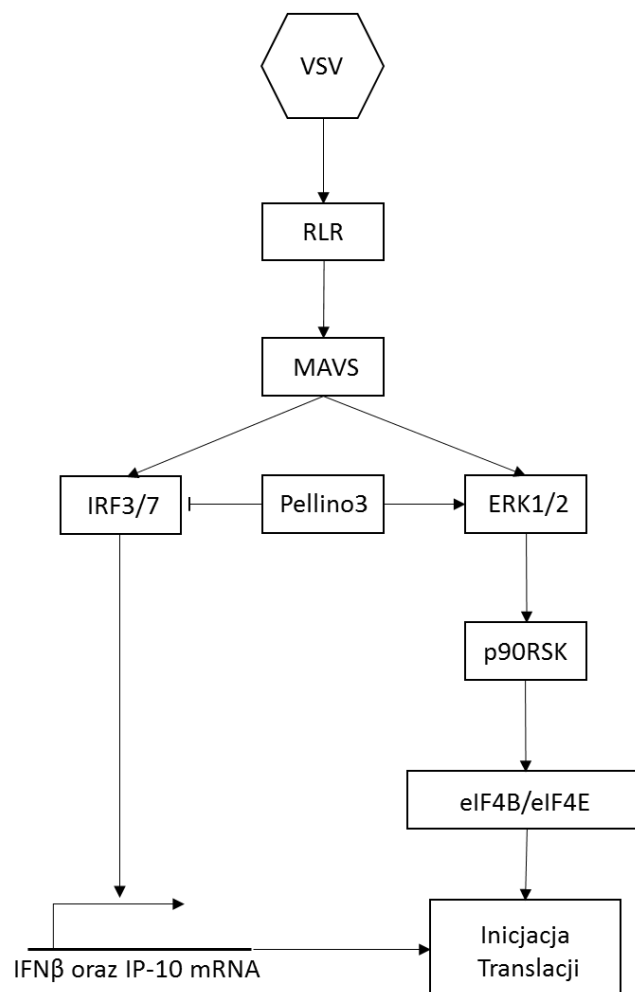 VSV
RLR
MAVS
IRF3/7
Pellino3
ERK1/2
p90RSK
eIF4B/eIF4E
IFNβ oraz IP-10 mRNA
Inicjacja
Translacji